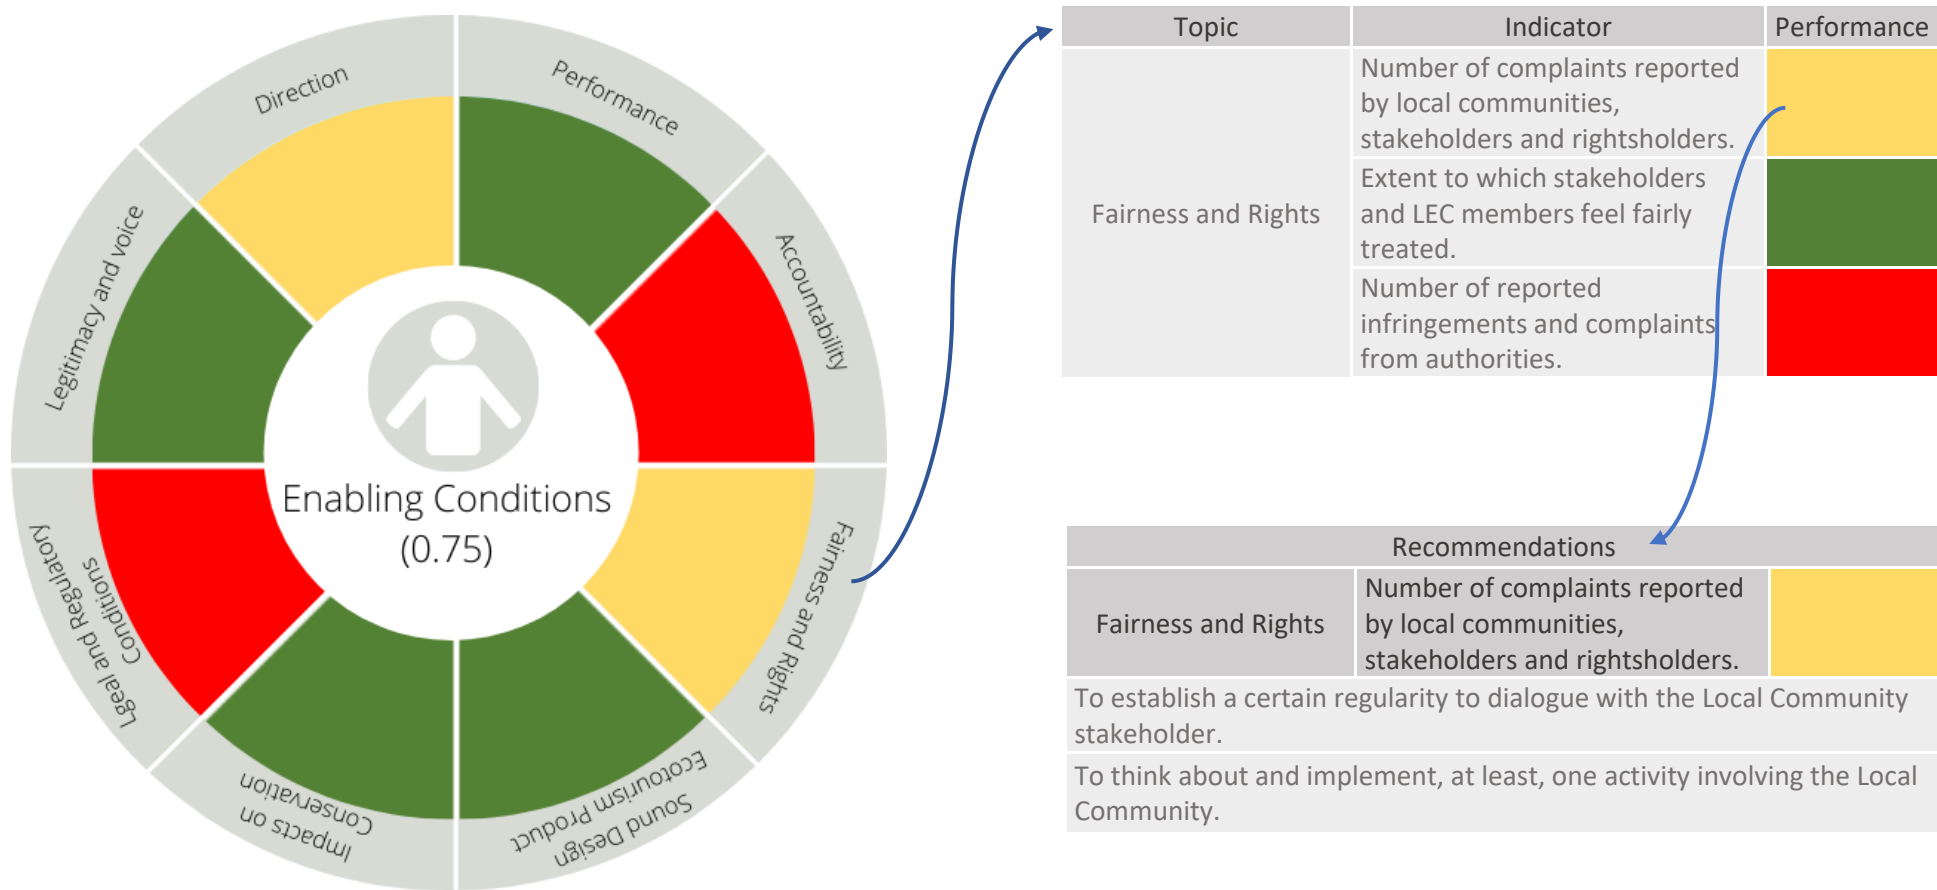 Direction
Performance
Accountability
Fairness and Rights
Sound Design
Ecotourism Product
Impacts on
Conservation
Lgeal and Regulatory
Conditions
Legitimacy and voice
Enabling Conditions
(0.75)
Topic
Indicator
Performance
Fairness and Rights
Number of complaints reported
by local communities,
stakeholders and rightsholders.
Extent to which stakeholders
and LEC members feel fairly
treated.
Number of reported
infringements and complaints
from authorities.
Recommendations
Fairness and Rights
Number of complaints reported
by local communities,
stakeholders and rightsholders.
To establish a certain regularity to dialogue with the Local Community
stakeholder.
To think about and implement, at least, one activity involving the Local
Community.